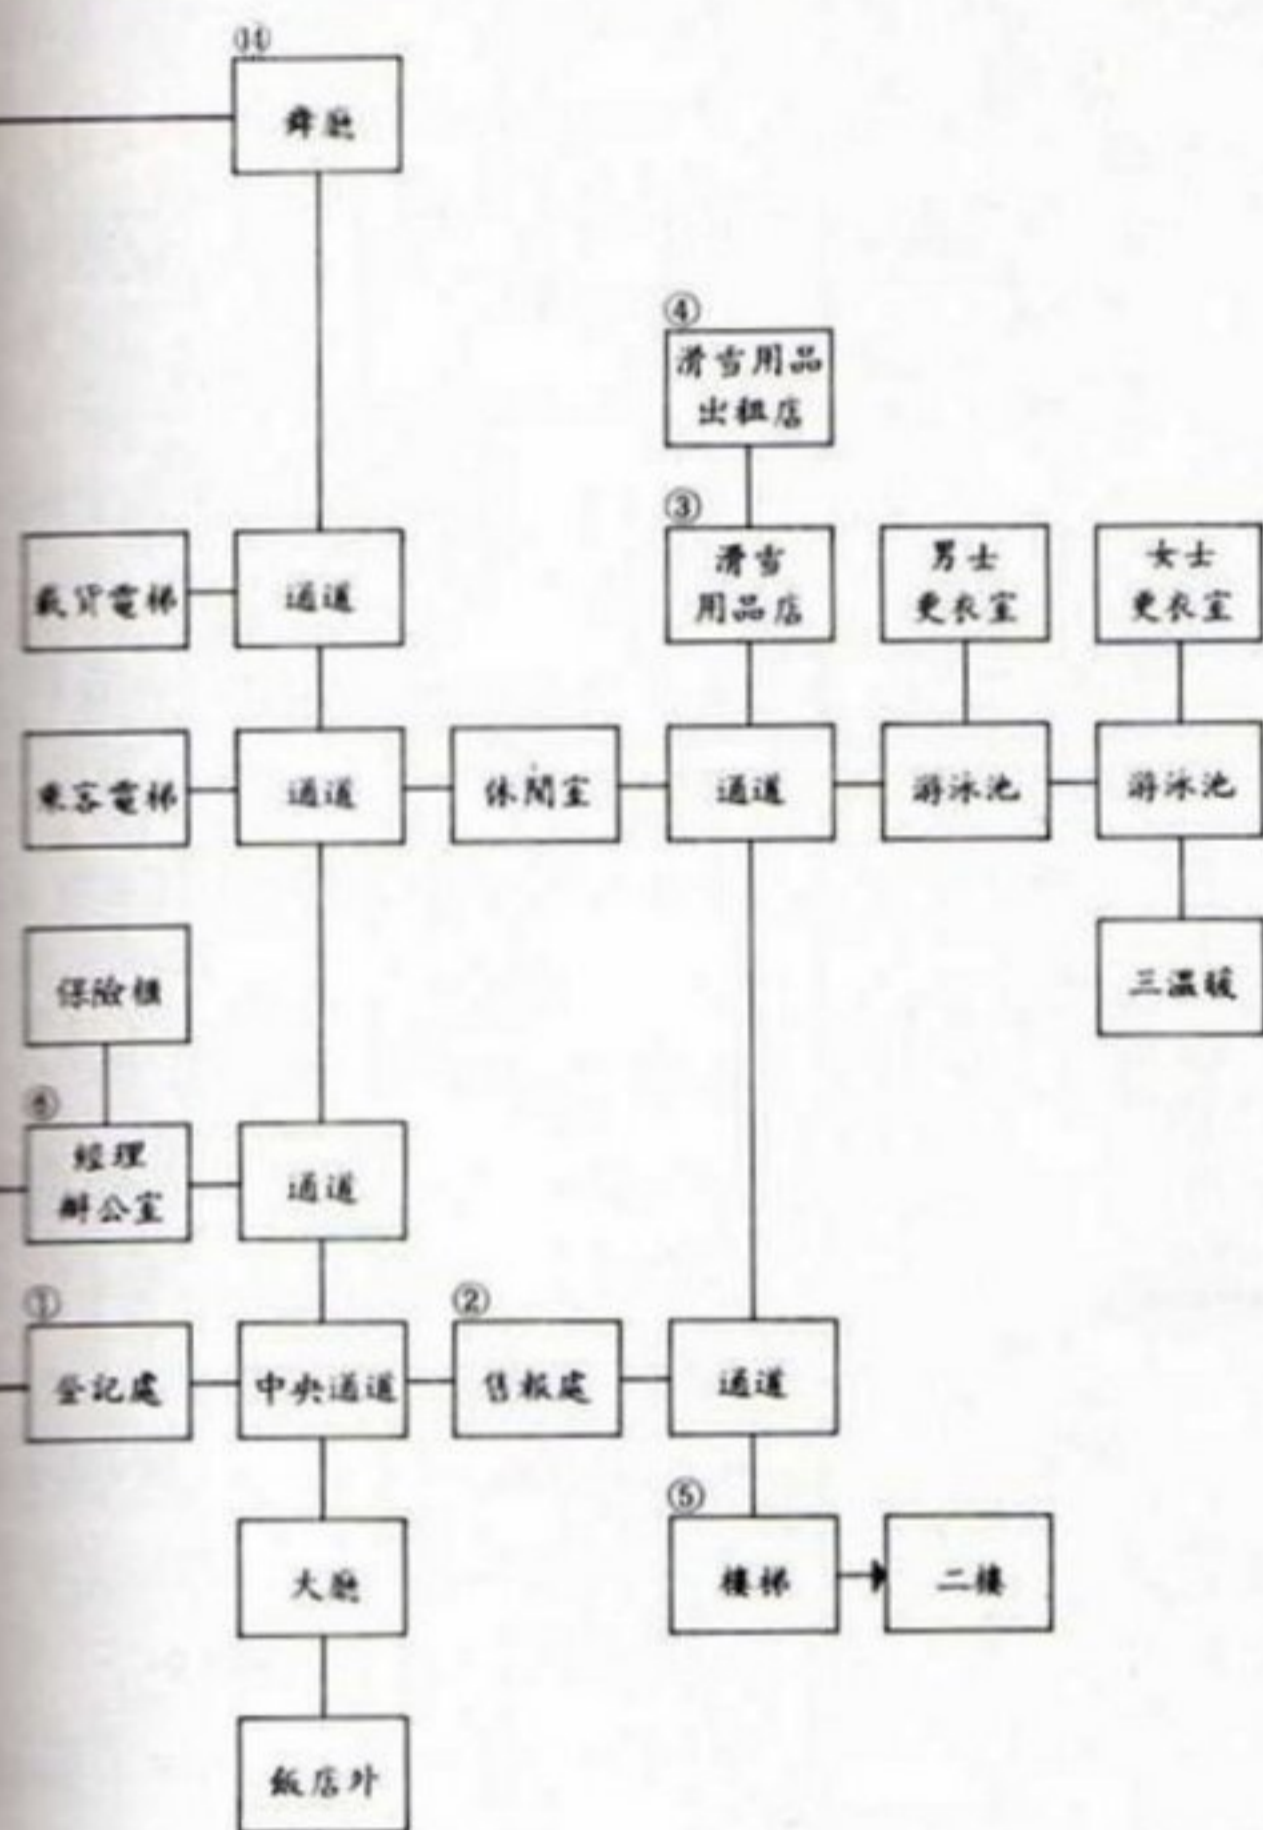 ⑭
舞廳
④
滑雪用品
出租店
③
滑雪
用品店
男士
更衣室
女士
更衣室
載貨電梯
通道
乘客電梯
通道
休閒室
通道
游泳池
游泳池
保險櫃
三溫暖
經理
辦公室
通道
①
登記處
中央通道
②
售報處
通道
⑤
樓梯
二樓
大廳
飯店外